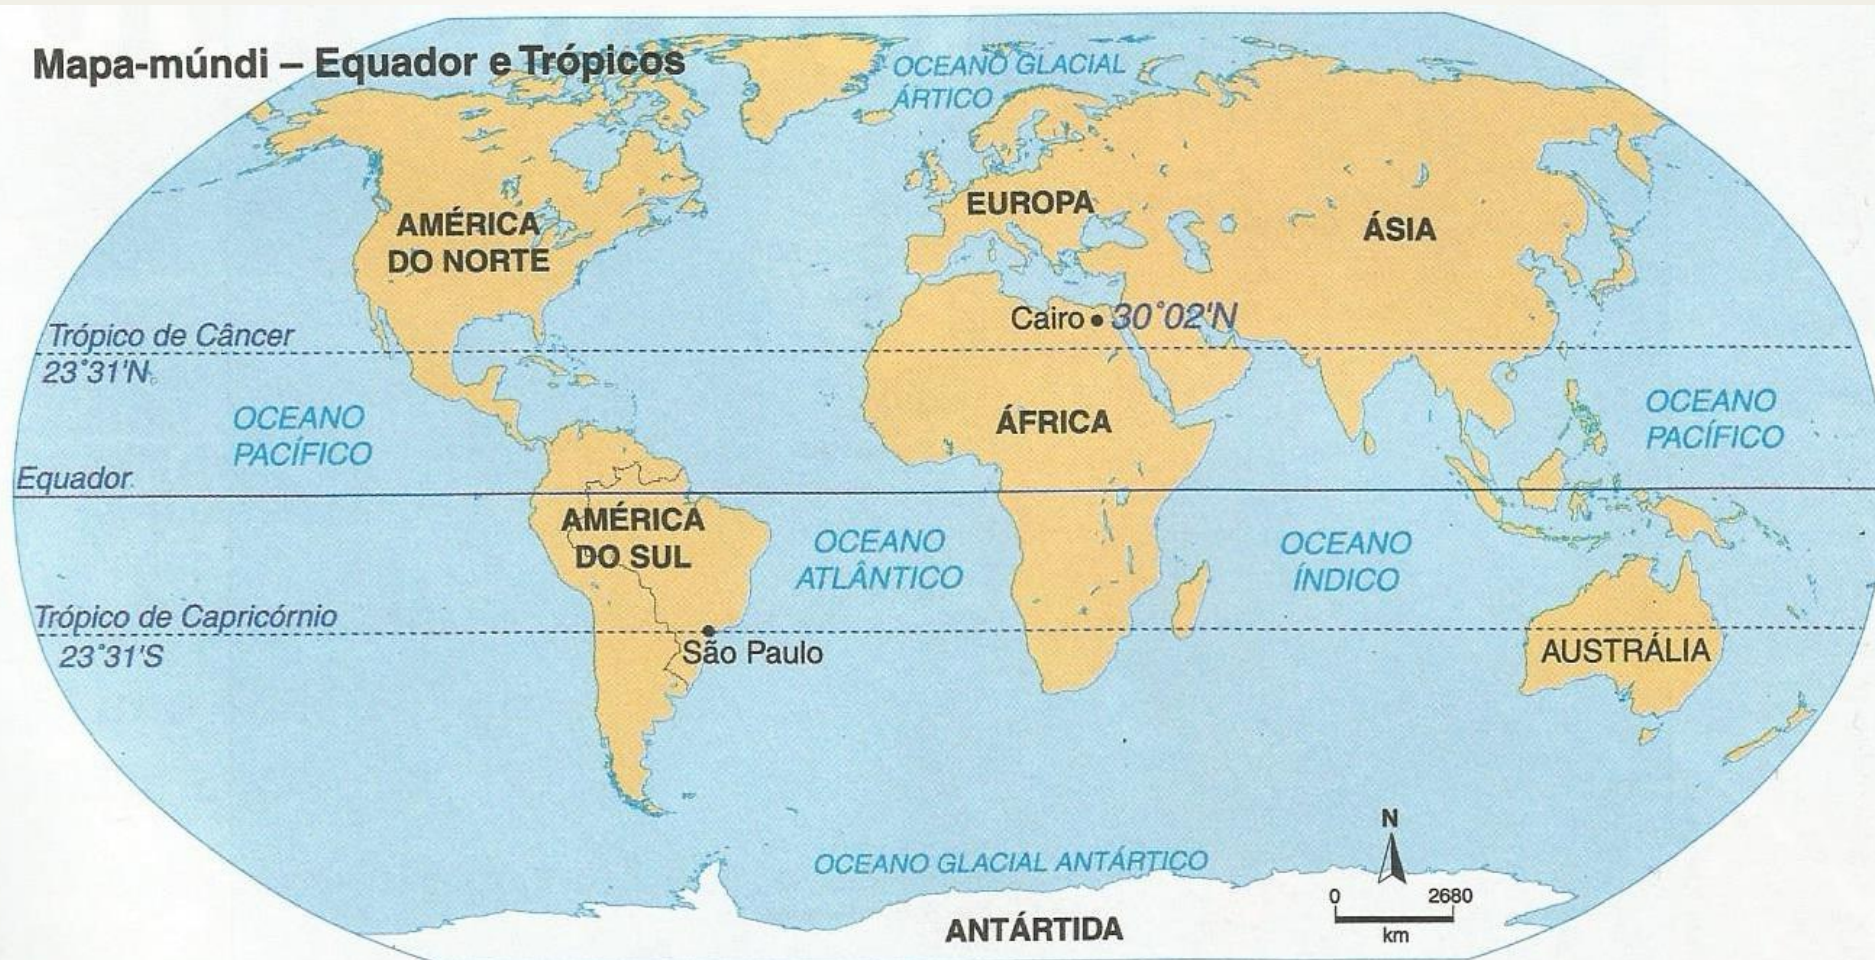 Mapa-múndi – Equador e Trópicos
OCEANO GLACIAL
ÁRTICO
AMÉRICA
DO NORTE
EUROPA
ÁSIA
Cairo 30°02'N
Trópico de Câncer
23°31'N
OCEANO
PACÍFICO
ÁFRICA
OCEANO
PACÍFICO
Equador
AMÉRICA
DO SUL
OCEANO
ATLÂNTICO
OCEANO
ÍNDICO
Trópico de Capricórnio
23°31'S
São Paulo
AUSTRÁLIA
N
OCEANO GLACIAL ANTÁRTICO
0 2680
km
ANTÁRTIDA